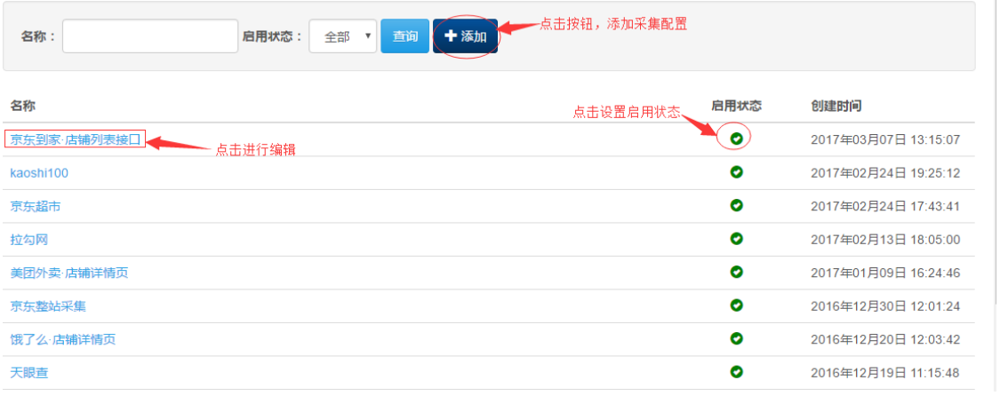 名称： 启用状态： 全部 查询 添加 点击按钮，添加采集配置
名称 点击设置启用状态 启用状态 创建时间
京东到家·店铺列表接口 点击进行编辑 2017年03月07日 13:15:07
kaoshi100 2017年02月24日 19:25:12
京东超市 2017年02月24日 17:43:41
拉勾网 2017年02月13日 18:05:00
美团外卖·店铺详情页 2017年01月09日 16:24:46
京东整站采集 2016年12月30日 12:01:24
饿了么·店铺详情页 2016年12月20日 12:03:42
天眼查 2016年12月19日 11:15:48